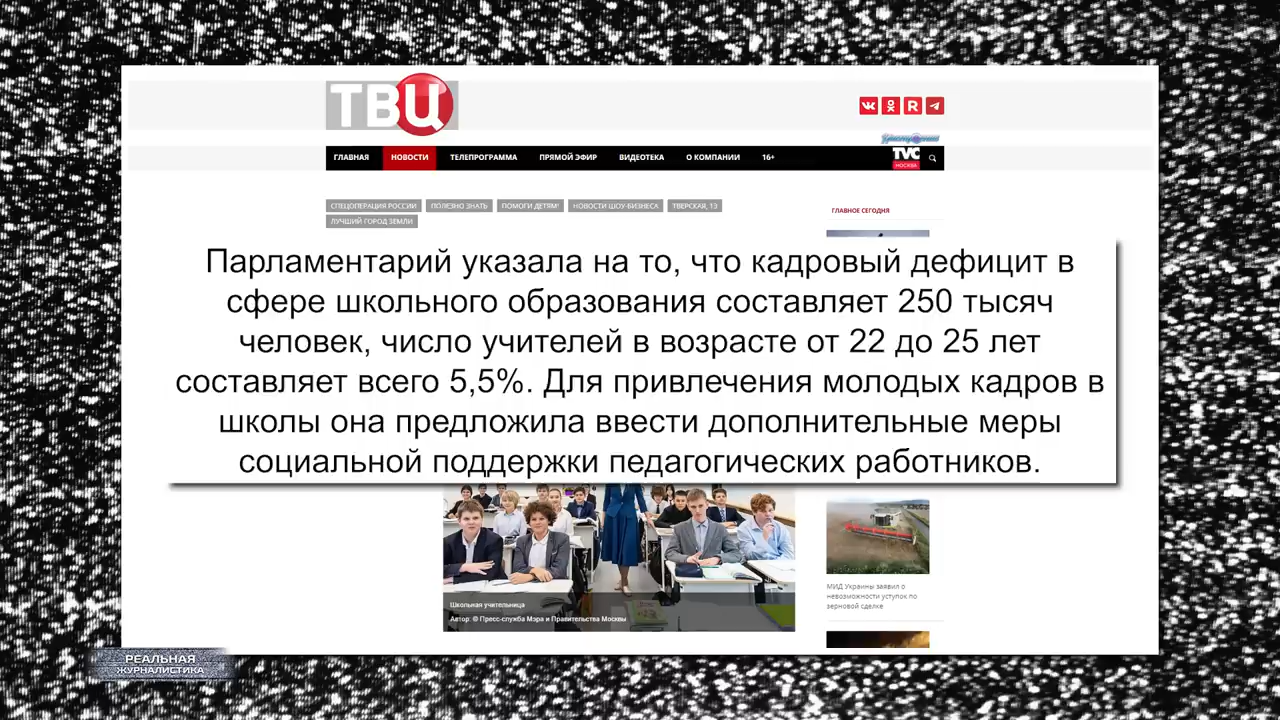 ТВЦ
ГЛАВНАЯ НОВОСТИ ТЕЛЕПРОГРАММА ПРЯМОЙ ЭФИР ВИДЕОТЕКА О КОМПАНИИ 16+
TVC
МОСКВА
СПЕЦОПЕРАЦИЯ РОССИИ ПОЛЕЗНО ЗНАТЬ ПОМОГИ ДЕТЯМ! НОВОСТИ ШОУ-БИЗНЕСА ТВЕРСКАЯ, 13
ЛУЧШИЙ ГОРОД ЗЕМЛИ
ГЛАВНОЕ СЕГОДНЯ
Парламентарий указала на то, что кадровый дефицит в
сфере школьного образования составляет 250 тысяч
человек, число учителей в возрасте от 22 до 25 лет
составляет всего 5,5%. Для привлечения молодых кадров в
школы она предложила ввести дополнительные меры
социальной поддержки педагогических работников.
Школьная учительница
Автор: © Пресс-служба Мэра и Правительства Москвы
МИД Украины заявил о
невозможности уступок по
зерновой сделке
РЕАЛЬНАЯ
ЖУРНАЛИСТИКА